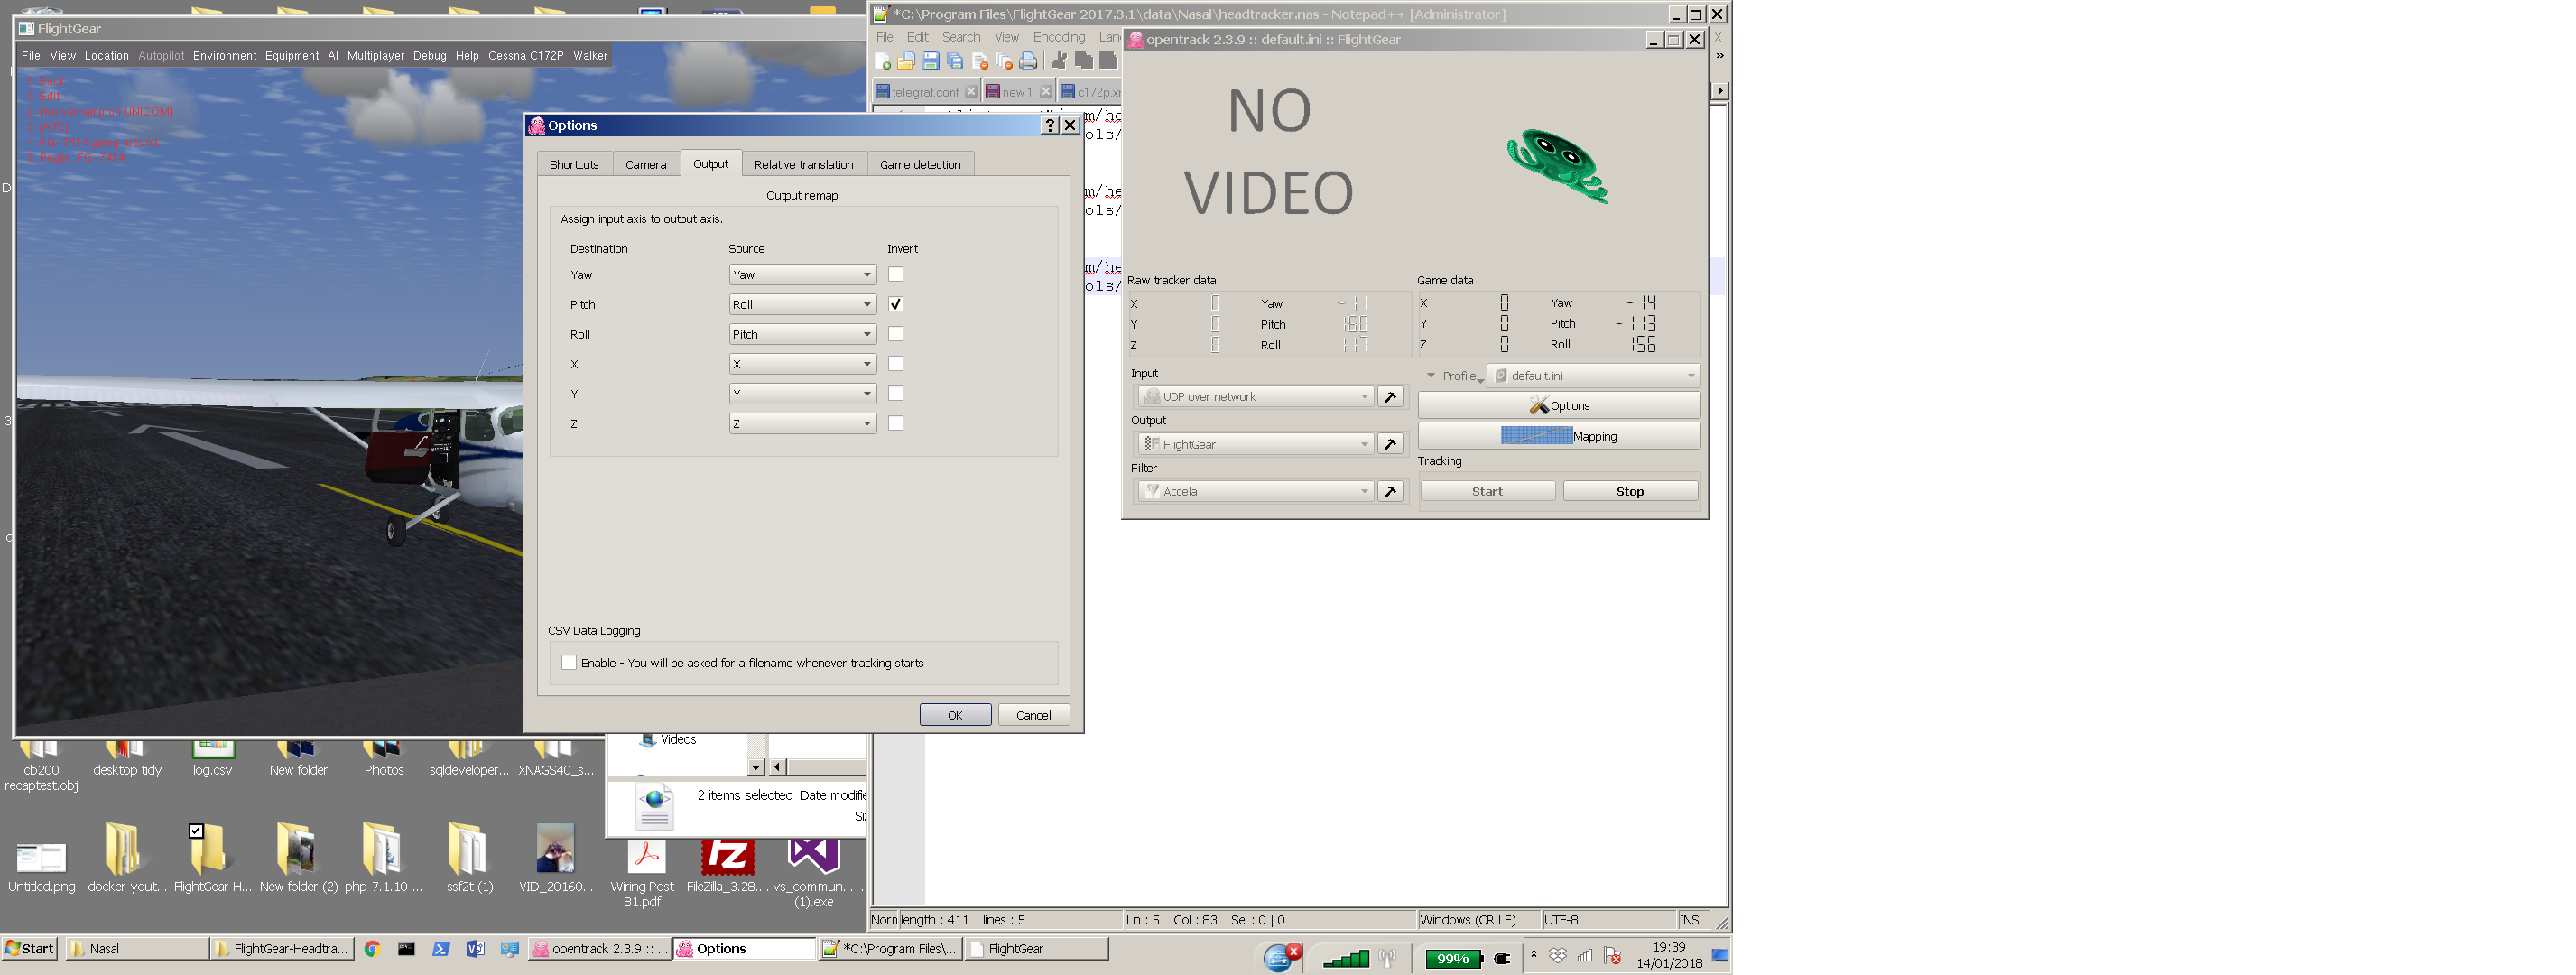 FlightGear
File View Location Autopilot Environment Equipment AI Multiplayer Debug Help Cessna C172P Walker
Options
Shortcuts Camera Output Relative translation Game detection
Output remap
Assign input axis to output axis.
Destination Source Invert
Yaw Yaw
Pitch Roll
Roll Pitch
X X
Y Y
Z Z
CSV Data Logging
Enable - You will be asked for a filename whenever tracking starts
OK Cancel
*C:\Program Files\FlightGear 2017.3.1\data\Nasal\headtracker.nas - Notepad++ [Administrator]
File Edit Search View Encoding Lan
telegraf.conf new 1 c172p.x
m/he
ols/
m/he
ols/
m/he
ols/
opentrack 2.3.9 :: default.ini :: FlightGear
NO
VIDEO
Raw tracker data
X 0 Yaw -11
Y 0 Pitch 160
Z 0 Roll 117
Game data
X 0 Yaw -14
Y 0 Pitch -113
Z 0 Roll 156
Input
UDP over network
Output
FlightGear
Filter
Accela
Profile default.ini
Options
Mapping
Tracking
Start Stop
Videos
2 items selected Date modifie
Siz
cb200 recaptest.obj
desktop tidy
log.csv
New folder
Photos
sqldeveloper...
XNAGS40_s...
Untitled.png
docker-yout...
FlightGear-H...
New folder (2)
php-7.1.10-...
ssf2t (1)
VID_20160...
Wiring Post 81.pdf
FileZilla_3.28....
vs_commun... (1).exe
Norn length : 411 lines : 5 Ln : 5 Col : 83 Sel : 0 | 0 Windows (CR LF) UTF-8 INS
Start Nasal FlightGear-Headtra... opentrack 2.3.9 :: ... Options *C:\Program Files\... FlightGear 99% 19:39
14/01/2018